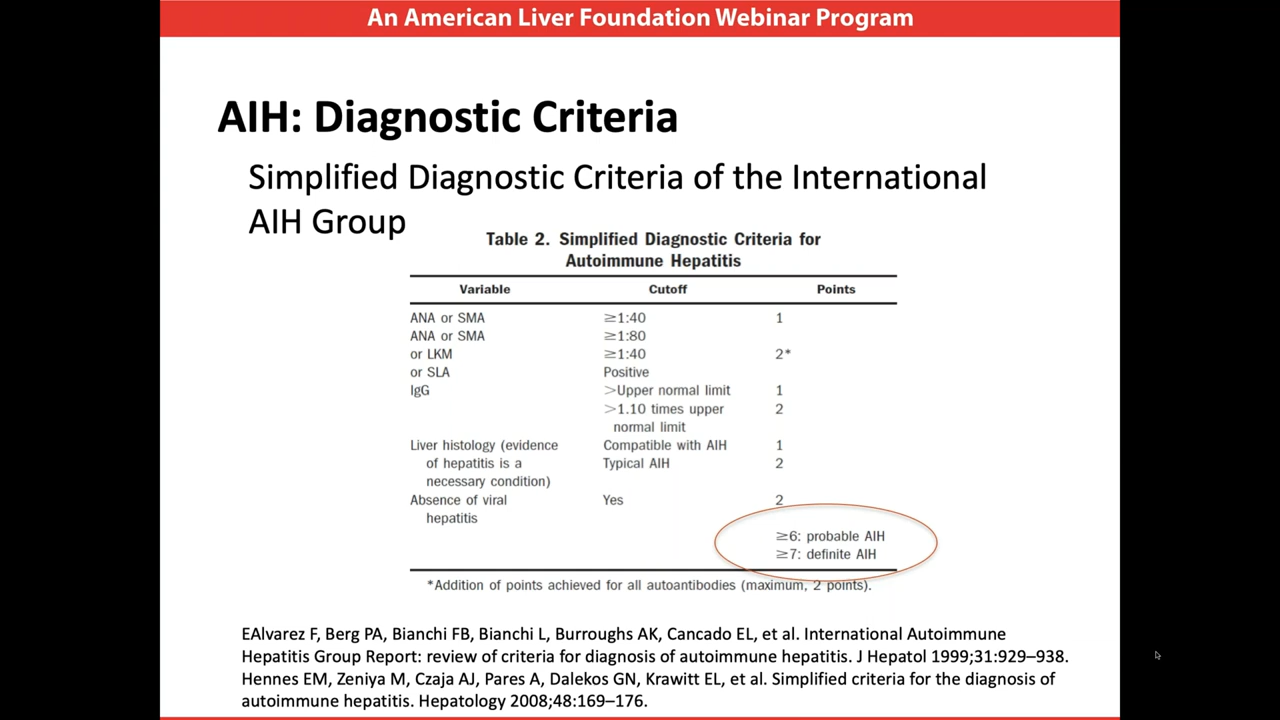 An American Liver Foundation Webinar Program
AIH: Diagnostic Criteria
Simplified Diagnostic Criteria of the International
AIH Group
Table 2. Simplified Diagnostic Criteria for
Autoimmune Hepatitis
Variable Cutoff Points
ANA or SMA ≥1:40 1
ANA or SMA ≥1:80
or LKM ≥1:40 2*
or SLA Positive
IgG >Upper normal limit 1
>1.10 times upper 2
normal limit
Liver histology (evidence Compatible with AIH 1
of hepatitis is a Typical AIH 2
necessary condition)
Absence of viral Yes 2
hepatitis
≥6: probable AIH
≥7: definite AIH
*Addition of points achieved for all autoantibodies (maximum, 2 points).
EAlvarez F, Berg PA, Bianchi FB, Bianchi L, Burroughs AK, Cancado EL, et al. International Autoimmune
Hepatitis Group Report: review of criteria for diagnosis of autoimmune hepatitis. J Hepatol 1999;31:929–938.
Hennes EM, Zeniya M, Czaja AJ, Pares A, Dalekos GN, Krawitt EL, et al. Simplified criteria for the diagnosis of
autoimmune hepatitis. Hepatology 2008;48:169–176.